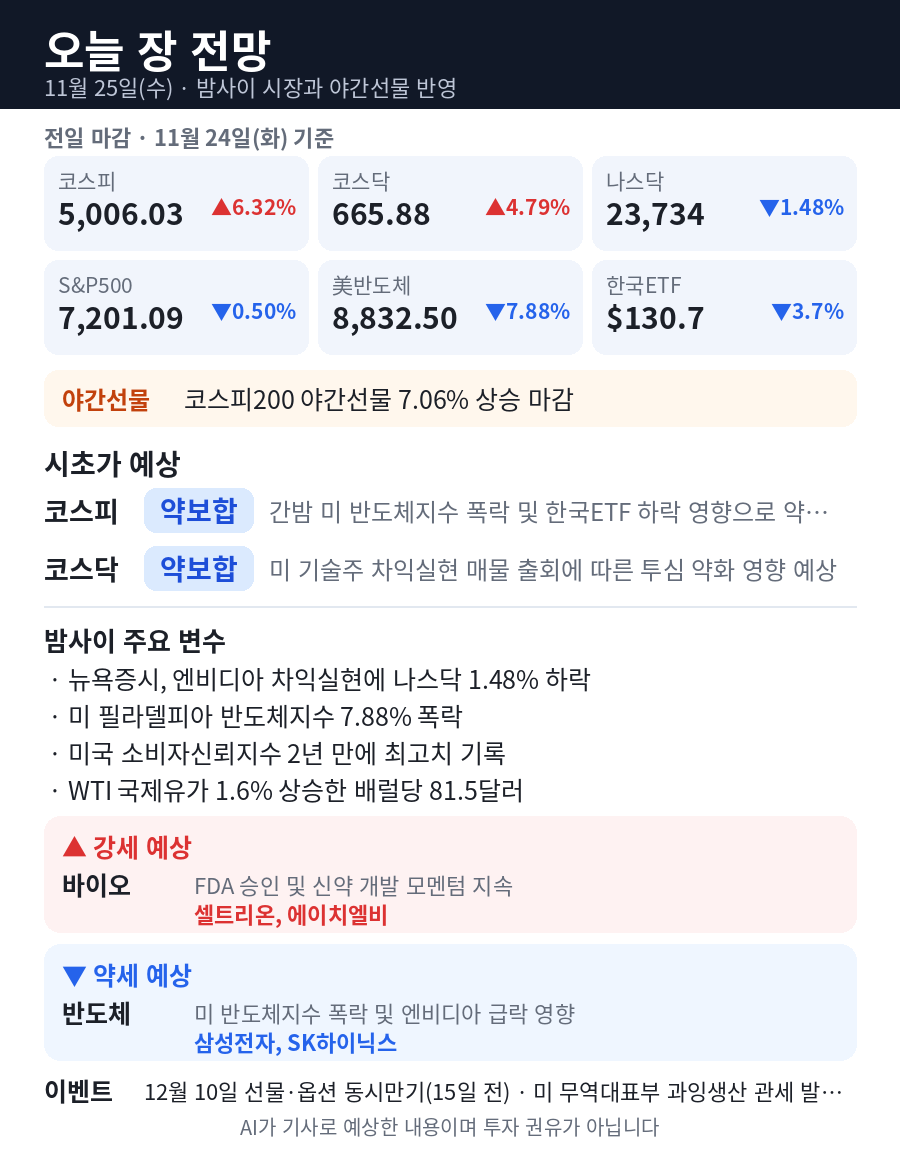 오늘 장 전망
11월 25일(수) · 밤사이 시장과 야간선물 반영
전일 마감 · 11월 24일(화) 기준
코스피
5,006.03 ▲6.32%
코스닥
665.88 ▲4.79%
나스닥
23,734 ▼1.48%
S&P500
7,201.09 ▼0.50%
美반도체
8,832.50 ▼7.88%
한국ETF
$130.7 ▼3.7%
야간선물 코스피200 야간선물 7.06% 상승 마감
시초가 예상
코스피 약보합 간밤 미 반도체지수 폭락 및 한국ETF 하락 영향으로 약…
코스닥 약보합 미 기술주 차익실현 매물 출회에 따른 투심 약화 영향 예상
밤사이 주요 변수
· 뉴욕증시, 엔비디아 차익실현에 나스닥 1.48% 하락
· 미 필라델피아 반도체지수 7.88% 폭락
· 미국 소비자신뢰지수 2년 만에 최고치 기록
· WTI 국제유가 1.6% 상승한 배럴당 81.5달러
▲ 강세 예상
바이오 FDA 승인 및 신약 개발 모멘텀 지속
셀트리온, 에이치엘비
▼ 약세 예상
반도체 미 반도체지수 폭락 및 엔비디아 급락 영향
삼성전자, SK하이닉스
이벤트 12월 10일 선물·옵션 동시만기(15일 전) · 미 무역대표부 과잉생산 관세 발…
AI가 기사로 예상한 내용이며 투자 권유가 아닙니다